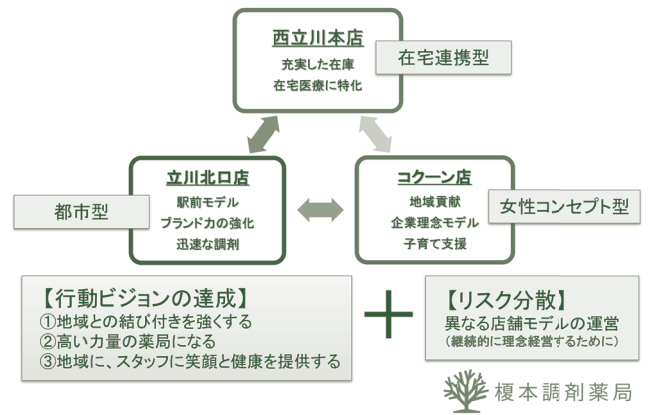 西立川本店
充実した在庫
在宅医療に特化
在宅連携型
立川北口店
駅前モデル
ブランド力の強化
迅速な調剤
都市型
コクーン店
地域貢献
企業理念モデル
子育て支援
女性コンセプト型
【行動ビジョンの達成】
①地域との結び付きを強くする
②高い力量の薬局になる
③地域に、スタッフに笑顔と健康を提供する
【リスク分散】
異なる店舗モデルの運営
（継続的に理念経営するために）
榎本調剤薬局